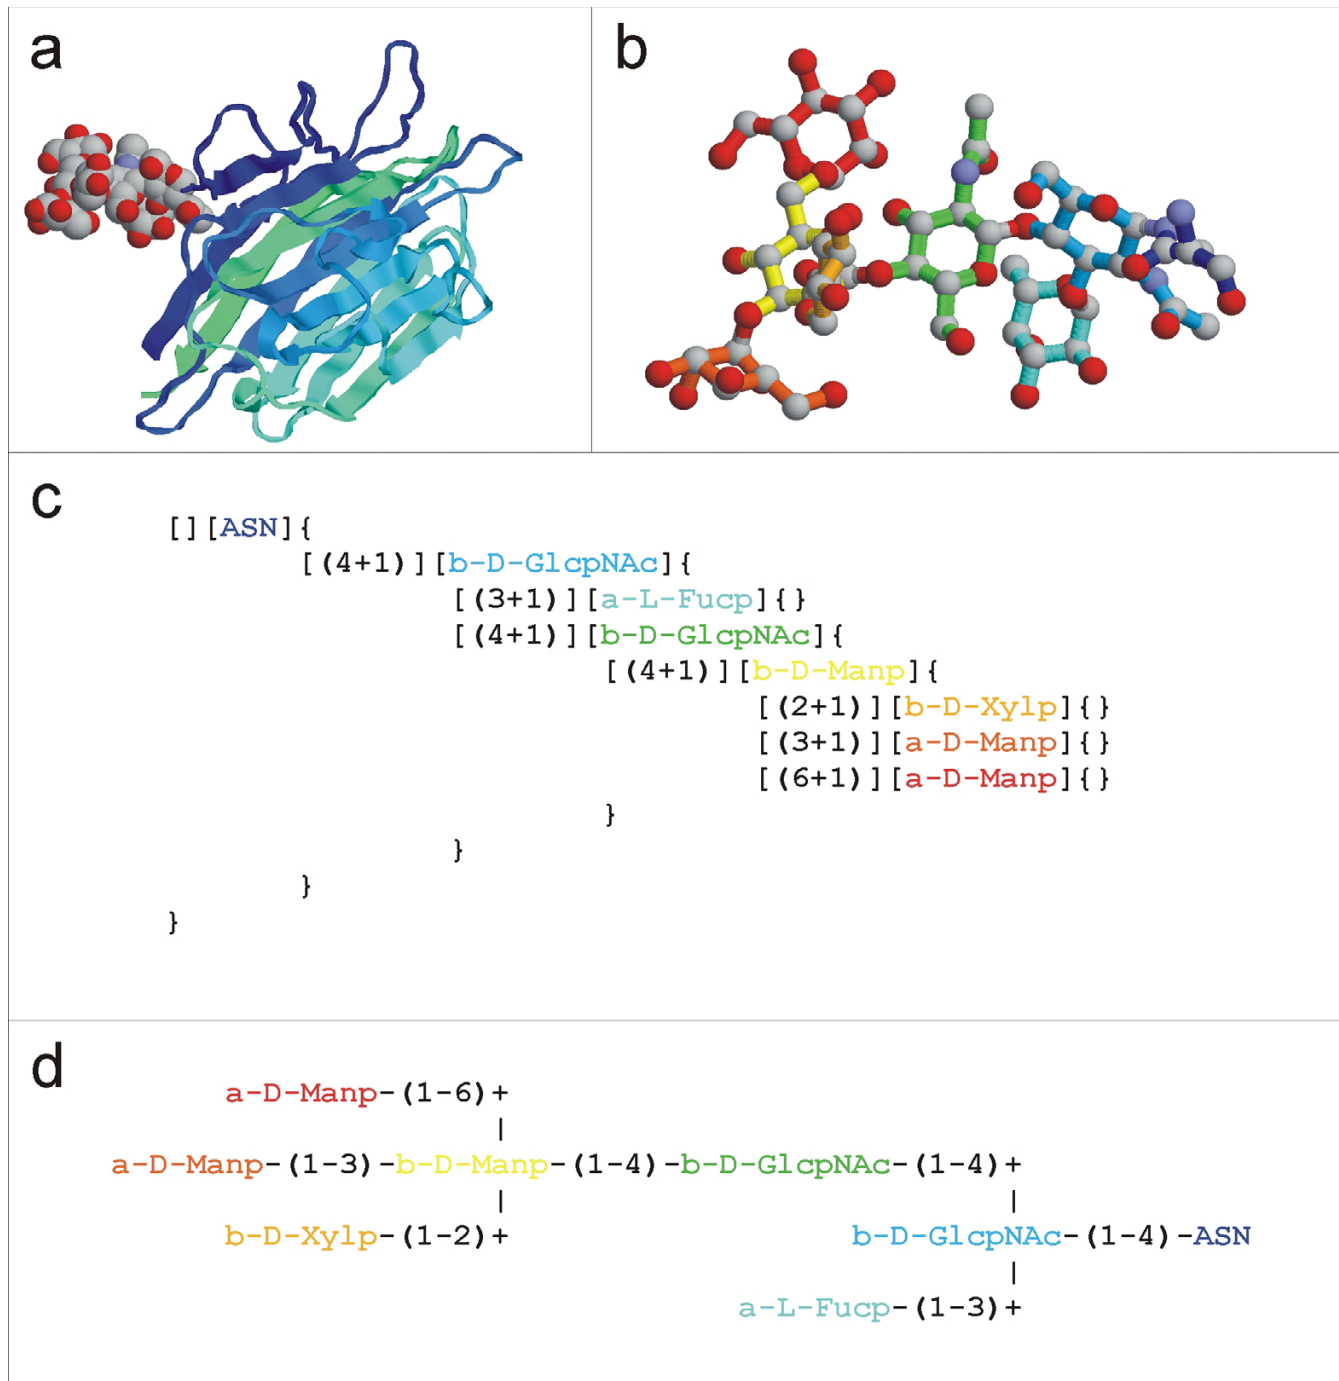 a
b
c
[][ASN]{
[(4+1)][b-D-GlcpNAc]{
[(3+1)][a-L-Fucp]{}
[(4+1)][b-D-GlcpNAc]{
[(4+1)][b-D-Manp]{
[(2+1)][b-D-Xylp]{}
[(3+1)][a-D-Manp]{}
[(6+1)][a-D-Manp]{}
}
}
}
}
d
a-D-Manp-(1-6)+
|
a-D-Manp-(1-3)-b-D-Manp-(1-4)-b-D-GlcpNAc-(1-4)+
| |
b-D-Xylp-(1-2)+ b-D-GlcpNAc-(1-4)-ASN
|
a-L-Fucp-(1-3)+